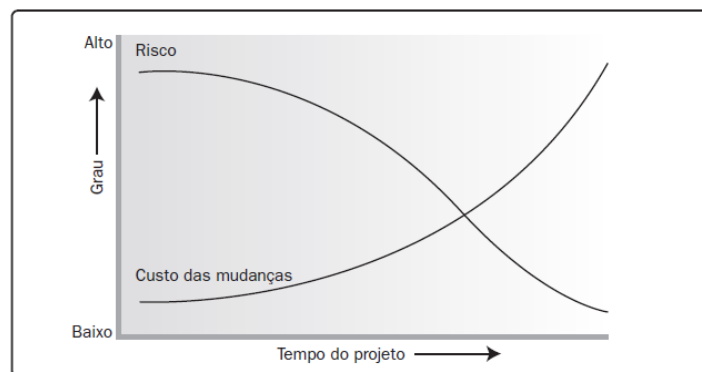 Alto
Risco
Grau
Custo das mudanças
Baixo
Tempo do projeto